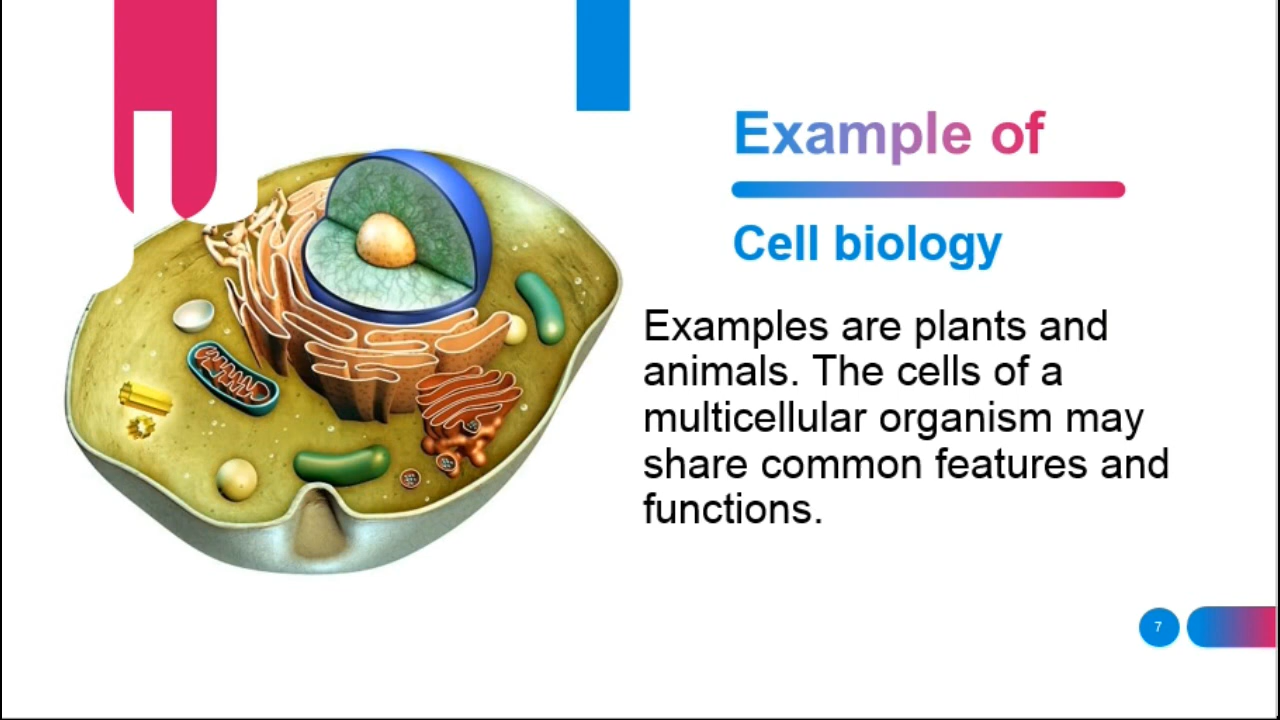 Example of
Cell biology
Examples are plants and
animals. The cells of a
multicellular organism may
share common features and
functions.
7